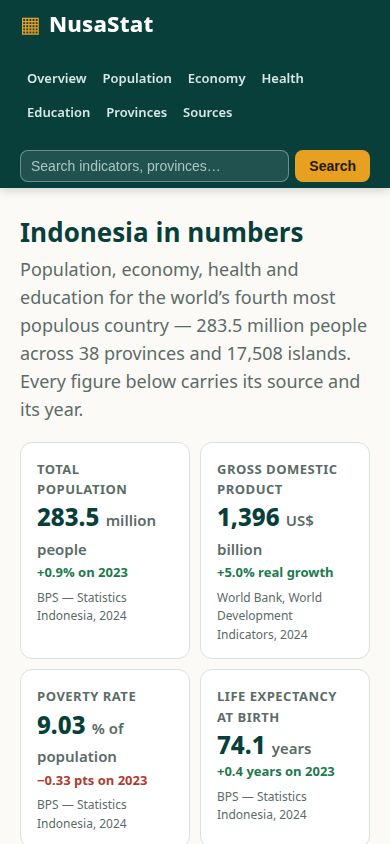 NusaStat
Overview Population Economy Health
Education Provinces Sources
Search indicators, provinces… Search
Indonesia in numbers
Population, economy, health and
education for the world’s fourth most
populous country — 283.5 million people
across 38 provinces and 17,508 islands.
Every figure below carries its source and
its year.
TOTAL
POPULATION
283.5 million
people
+0.9% on 2023
BPS — Statistics
Indonesia, 2024
GROSS DOMESTIC
PRODUCT
1,396 US$
billion
+5.0% real growth
World Bank, World
Development
Indicators, 2024
POVERTY RATE
9.03 % of
population
−0.33 pts on 2023
BPS — Statistics
Indonesia, 2024
LIFE EXPECTANCY
AT BIRTH
74.1 years
+0.4 years on 2023
BPS — Statistics
Indonesia, 2024